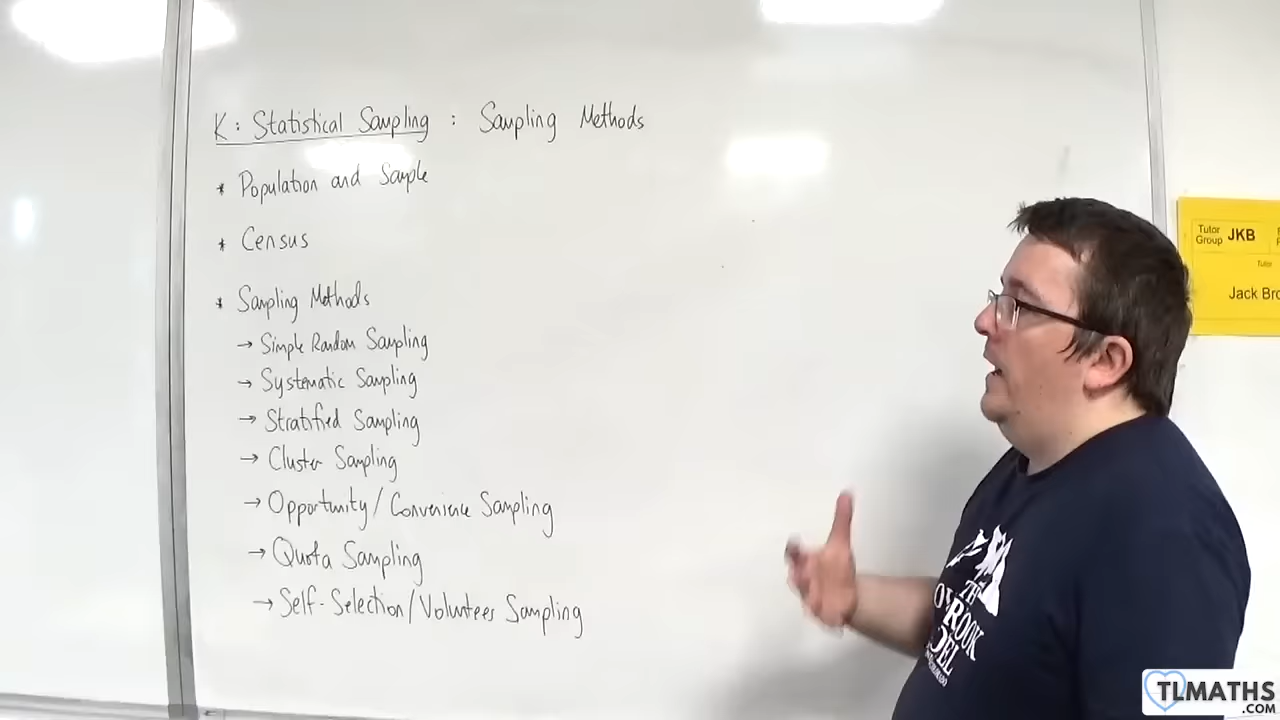 K: Statistical Sampling : Sampling Methods
* Population and Sample
* Census
* Sampling Methods
→ Simple Random Sampling
→ Systematic Sampling
→ Stratified Sampling
→ Cluster Sampling
→ Opportunity/Convenience Sampling
→ Quota Sampling
→ Self-Selection/Volunteer Sampling
Tutor Group JKB
Tutor
Jack Bro
TLMATHS
.COM